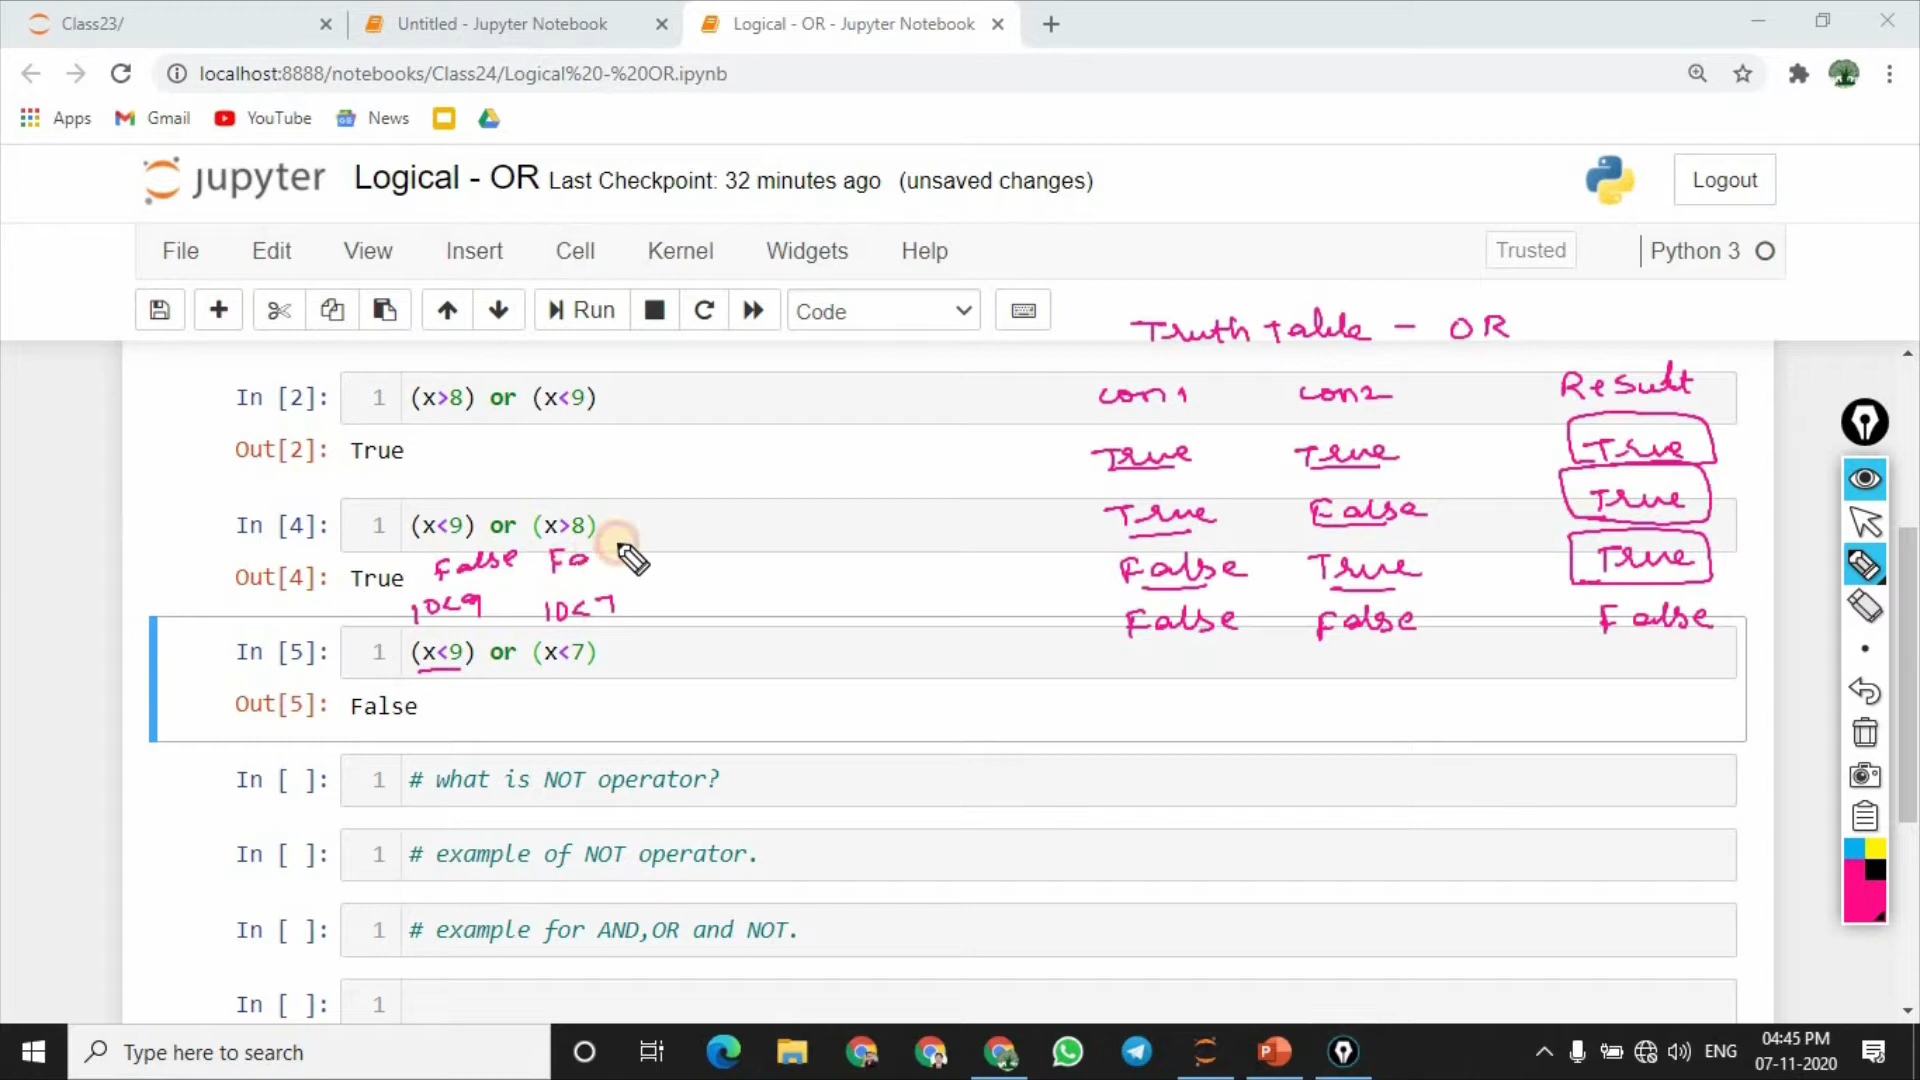 Class23/
Untitled - Jupyter Notebook
Logical - OR - Jupyter Notebook
localhost:8888/notebooks/Class24/Logical%20-%20OR.ipynb
Apps Gmail YouTube News
jupyter Logical - OR Last Checkpoint: 32 minutes ago (unsaved changes)
Logout
File Edit View Insert Cell Kernel Widgets Help
Trusted Python 3
Run Code
Truth table - OR
con1 con2 Result
True True True
True False True
False True True
False False False
In [2]: 1 (x>8) or (x<9)
Out[2]: True
In [4]: 1 (x<9) or (x>8)
False Fa
Out[4]: True
10<9 10<7
In [5]: 1 (x<9) or (x<7)
Out[5]: False
In [ ]: 1 # what is NOT operator?
In [ ]: 1 # example of NOT operator.
In [ ]: 1 # example for AND,OR and NOT.
In [ ]: 1
Type here to search
ENG
04:45 PM
07-11-2020